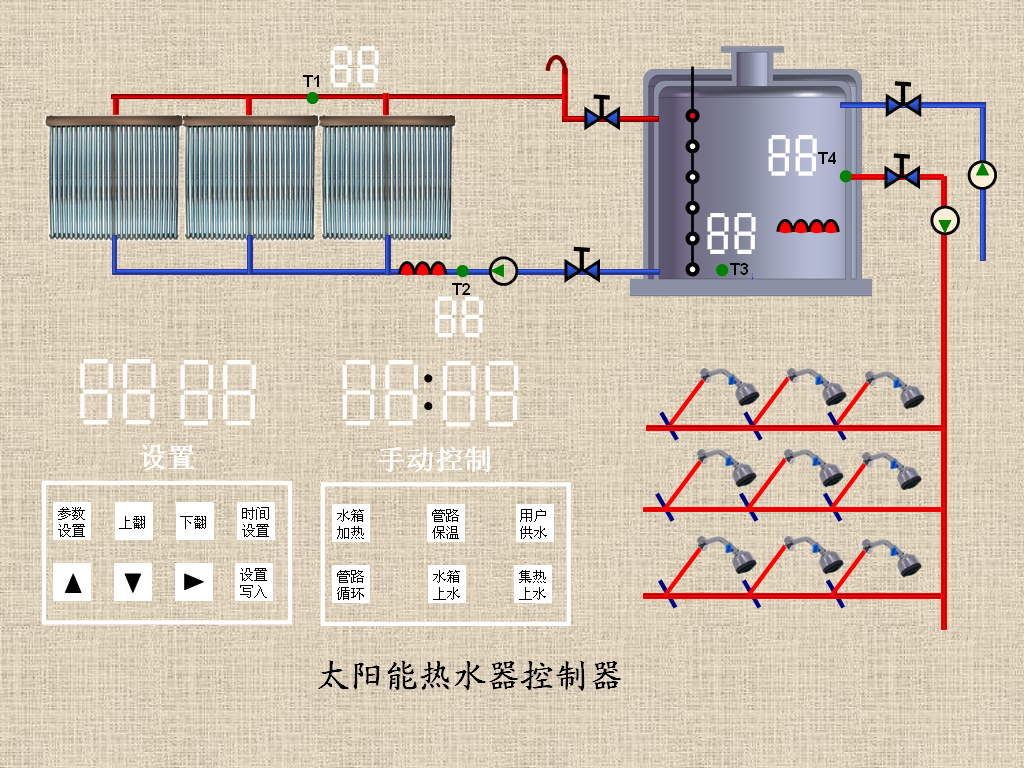 88
T1
88
T4
88
T3
T2
88
88 88
88:88
设置
手动控制
参数
设置
上翻
下翻
时间
设置
设置
写入
水箱
加热
管路
保温
用户
供水
管路
循环
水箱
上水
集热
上水
太阳能热水器控制器